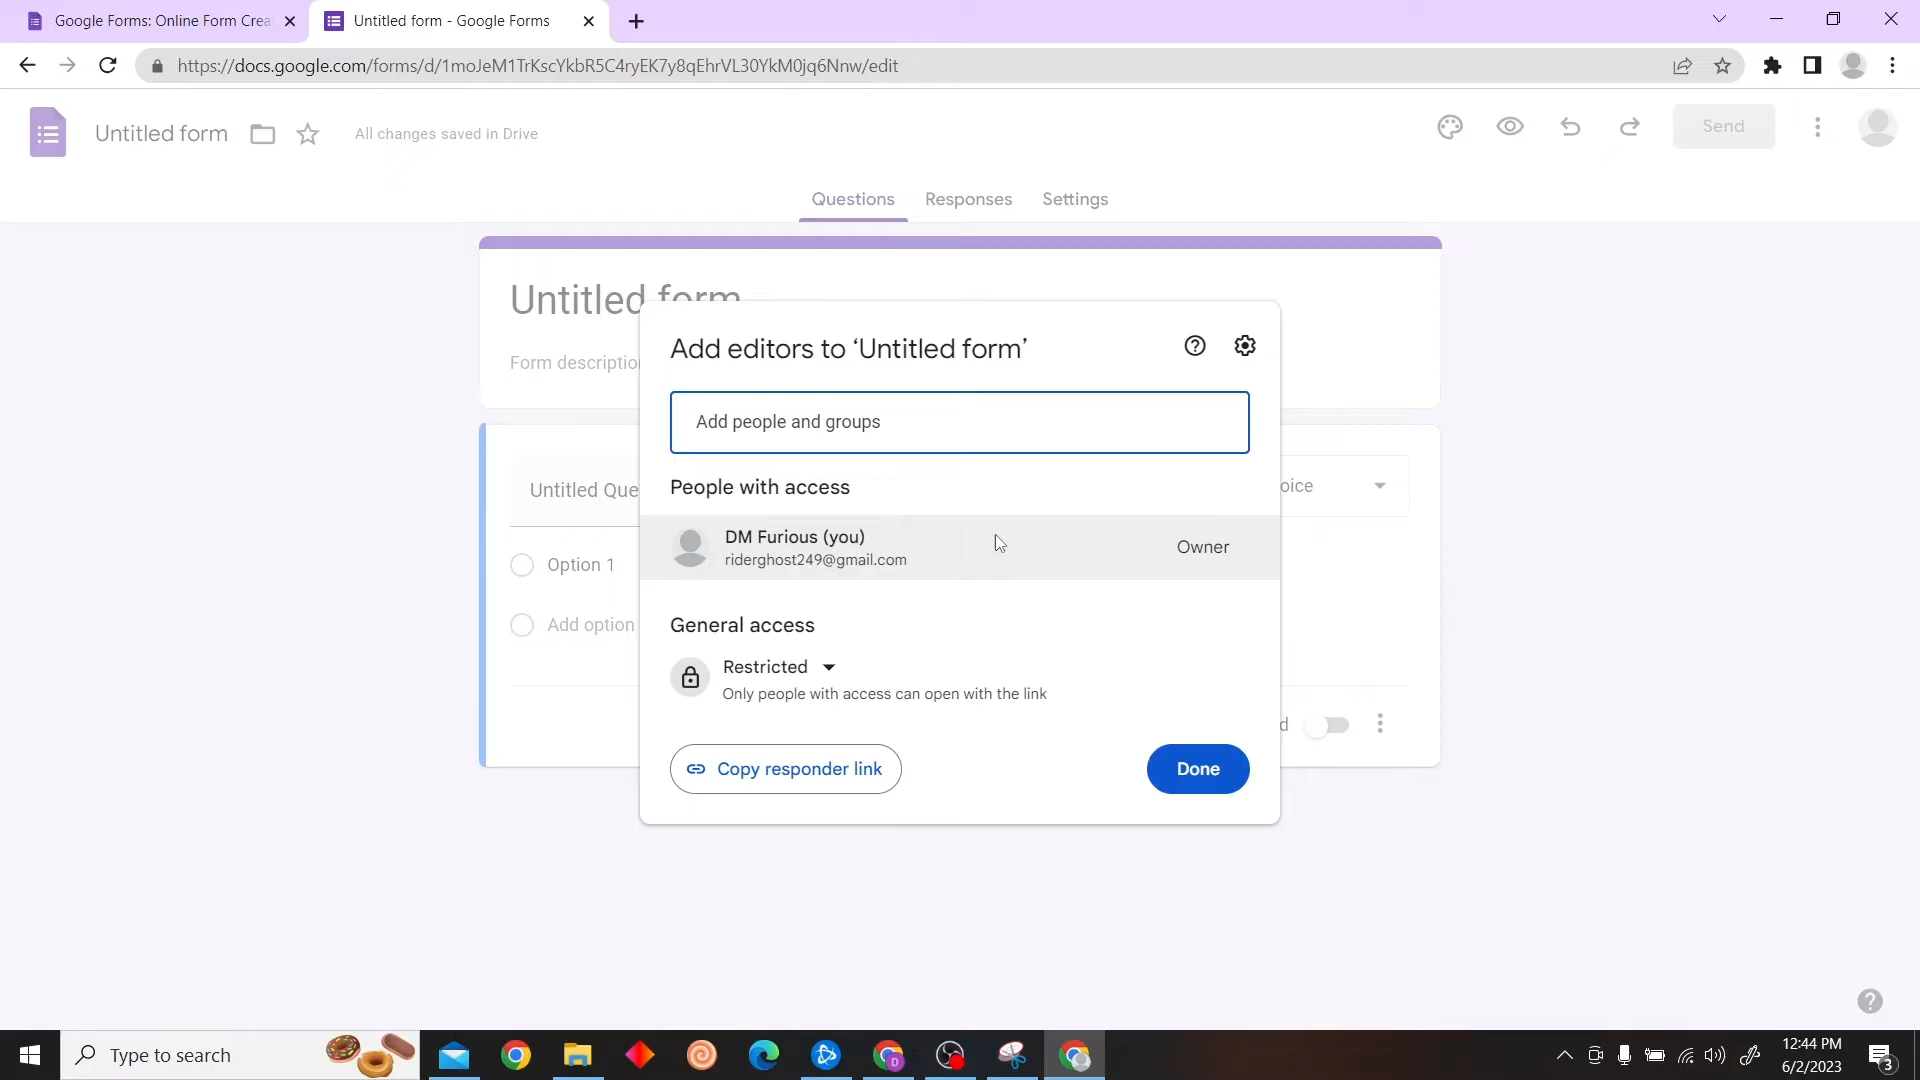 Google Forms: Online Form Crea
Untitled form - Google Forms
https://docs.google.com/forms/d/1moJeM1TrKscYkbR5C4ryEK7y8qEhrVL30YkM0jq6Nnw/edit
Untitled form
All changes saved in Drive
Send
Questions
Responses
Settings
Untitled form
Form descriptio
Add editors to ‘Untitled form’
Add people and groups
Untitled Que
oice
People with access
DM Furious (you)
riderghost249@gmail.com
Owner
Option 1
Add option
General access
Restricted
Only people with access can open with the link
d
Copy responder link
Done
Type to search
D
12:44 PM
6/2/2023
3